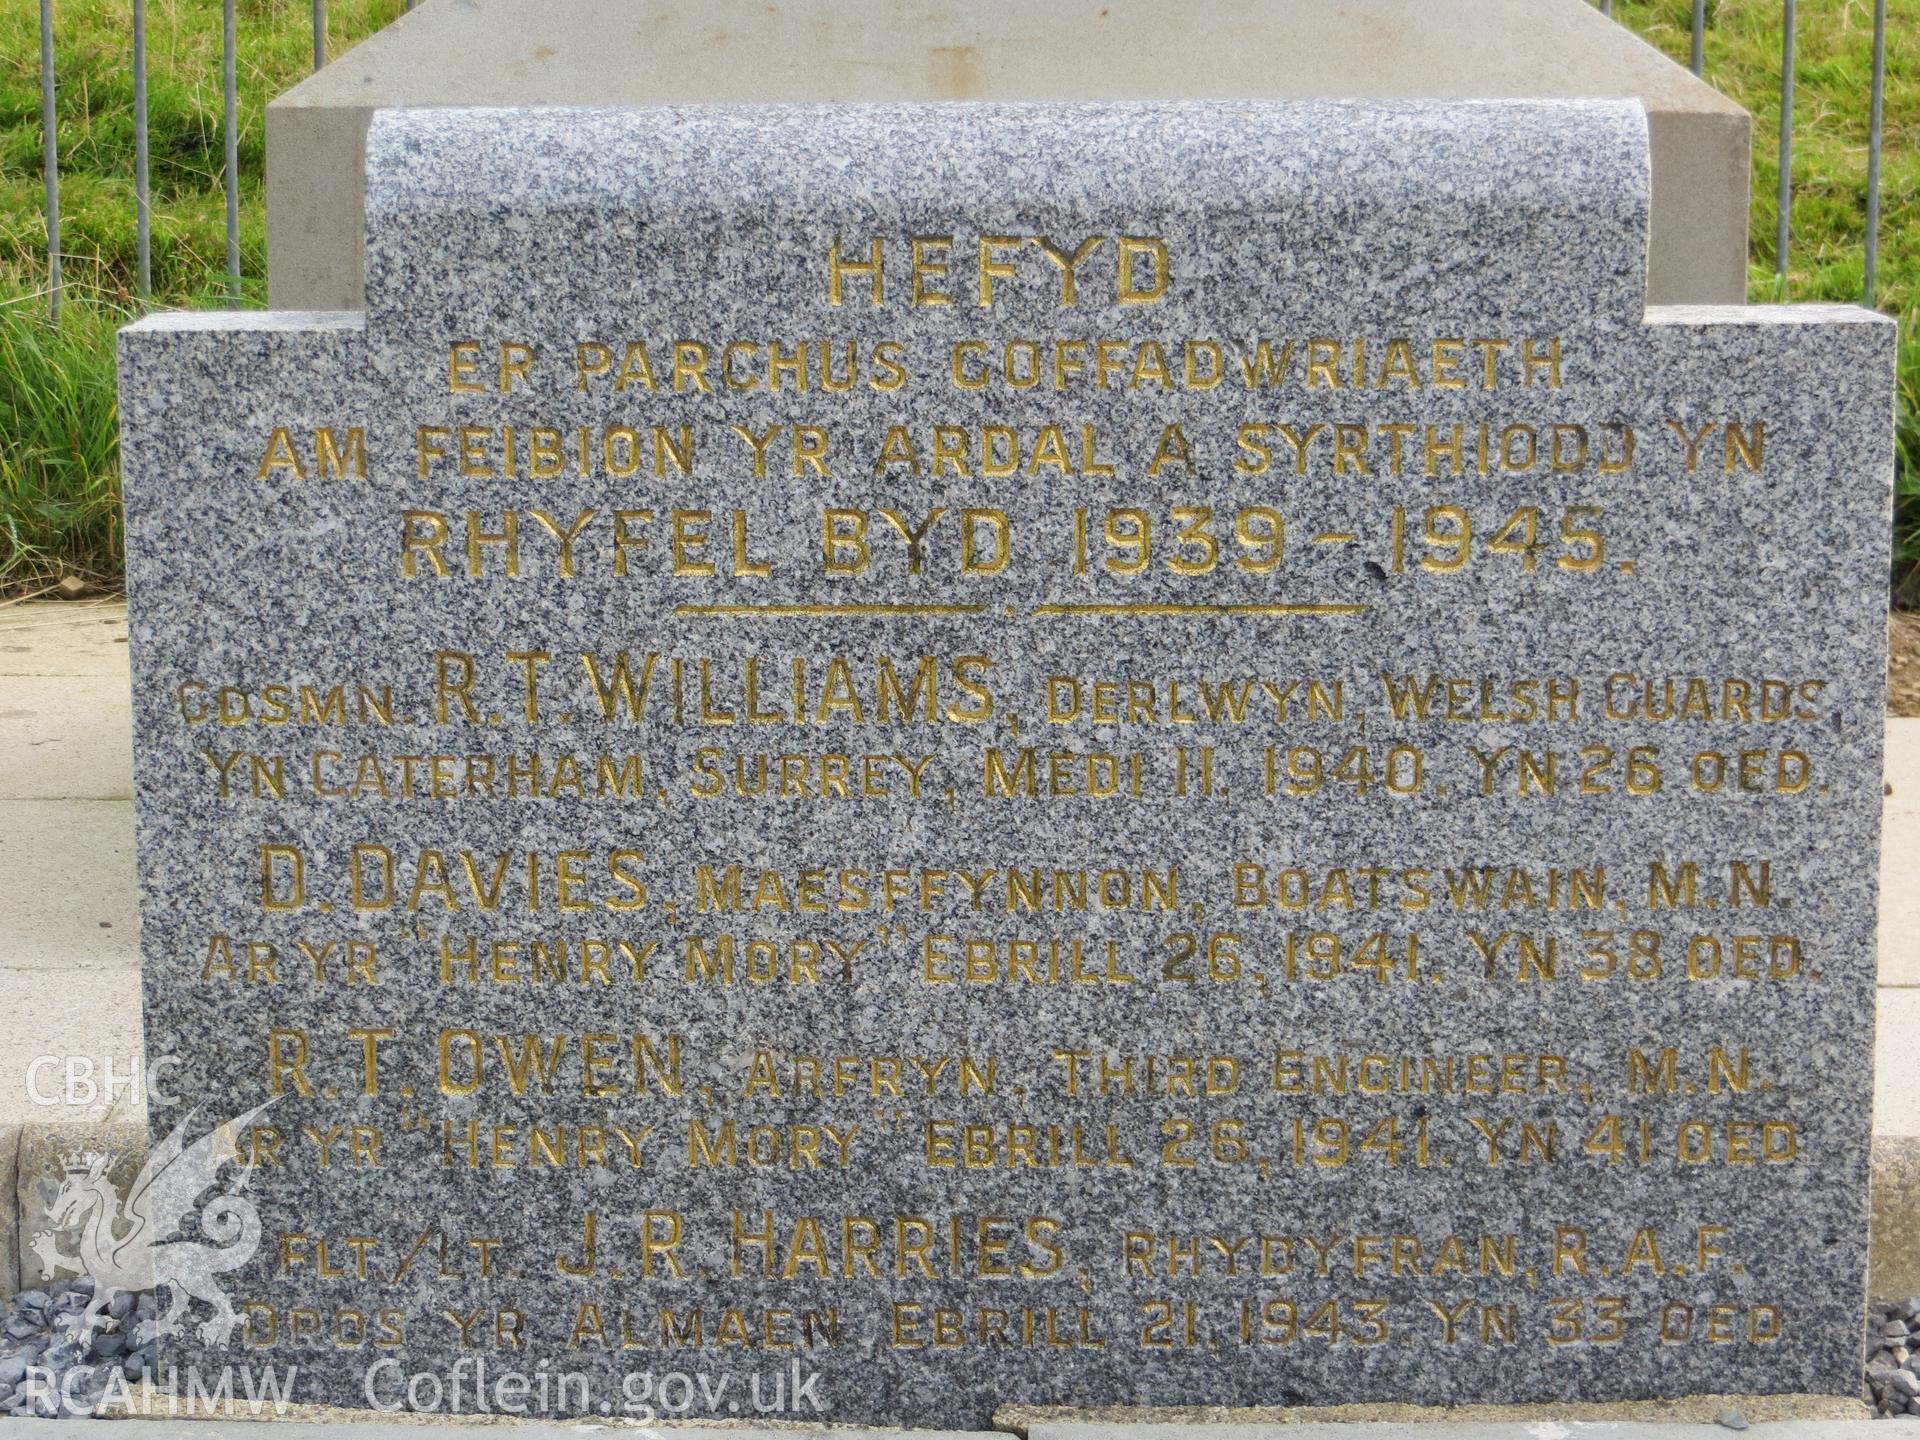 HEFYD
ER PARCHUS GOFFADWRIAETH
AM FEIBION YR ARDAL A SYRTHIODD YN
RHYFEL BYD 1939 – 1945.
GDSMN. R.T. WILLIAMS, DERLWYN, WELSH GUARDS
YN CATERHAM, SURREY, MEDI 11, 1940. YN 26 OED.
D. DAVIES, MAESFFYNNON, BOATSWAIN, M.N.
AR YR "HENRY MORY" EBRILL 26, 1941. YN 38 OED.
R.T. OWEN, ARFRYN, THIRD ENGINEER, M.N.
AR YR "HENRY MORY" EBRILL 26, 1941. YN 41 OED
FLT./LT. J.R. HARRIES, RHYDYFRAN, R.A.F.
DPOS YR ALMAEN EBRILL 21, 1943. YN 33 OED
CBHC
RCAHMW Coflein.gov.uk